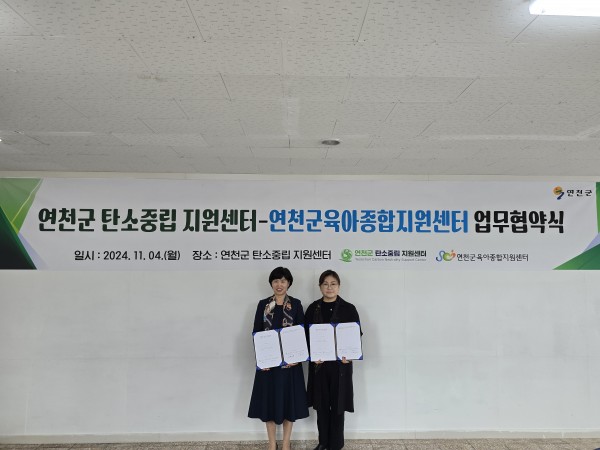 연천군
연천군 탄소중립 지원센터-연천군육아종합지원센터 업무협약식
일시 : 2024. 11. 04.(월) 장소 : 연천군 탄소중립 지원센터 연천군 탄소중립 지원센터 연천군육아종합지원센터